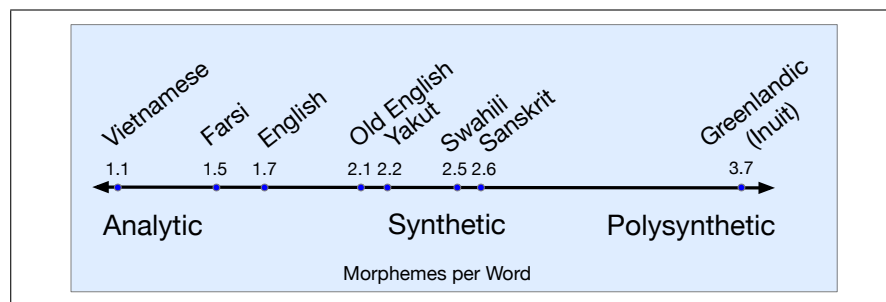 Vietnamese
Farsi
English
Old English
Yakut
Swahili
Sanskrit
Greenlandic
(Inuit)
1.1 1.5 1.7 2.1 2.2 2.5 2.6 3.7
Analytic Synthetic Polysynthetic
Morphemes per Word